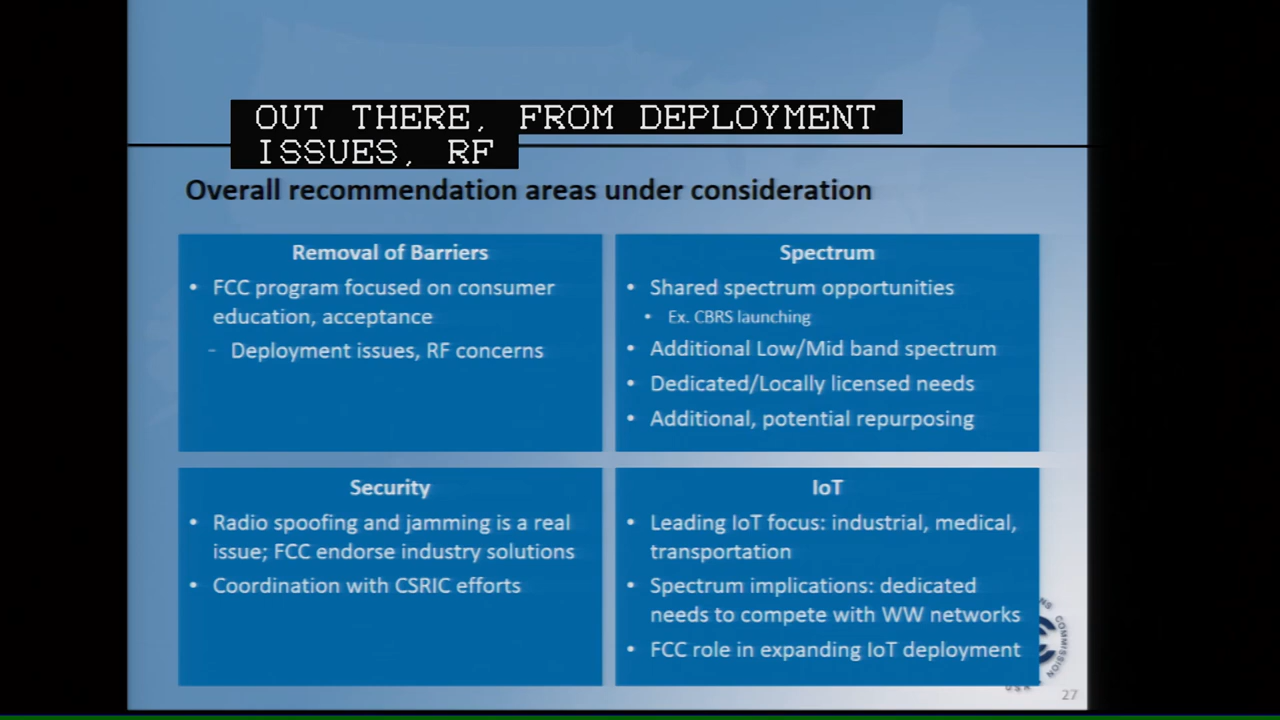 OUT THERE, FROM DEPLOYMENT
ISSUES, RF
Overall recommendation areas under consideration
Removal of Barriers
• FCC program focused on consumer
education, acceptance
- Deployment issues, RF concerns
Spectrum
• Shared spectrum opportunities
• Ex. CBRS launching
• Additional Low/Mid band spectrum
• Dedicated/Locally licensed needs
• Additional, potential repurposing
Security
• Radio spoofing and jamming is a real
issue; FCC endorse industry solutions
• Coordination with CSRIC efforts
IoT
• Leading IoT focus: industrial, medical,
transportation
• Spectrum implications: dedicated
needs to compete with WW networks
• FCC role in expanding IoT deployment
COMMISSION
27